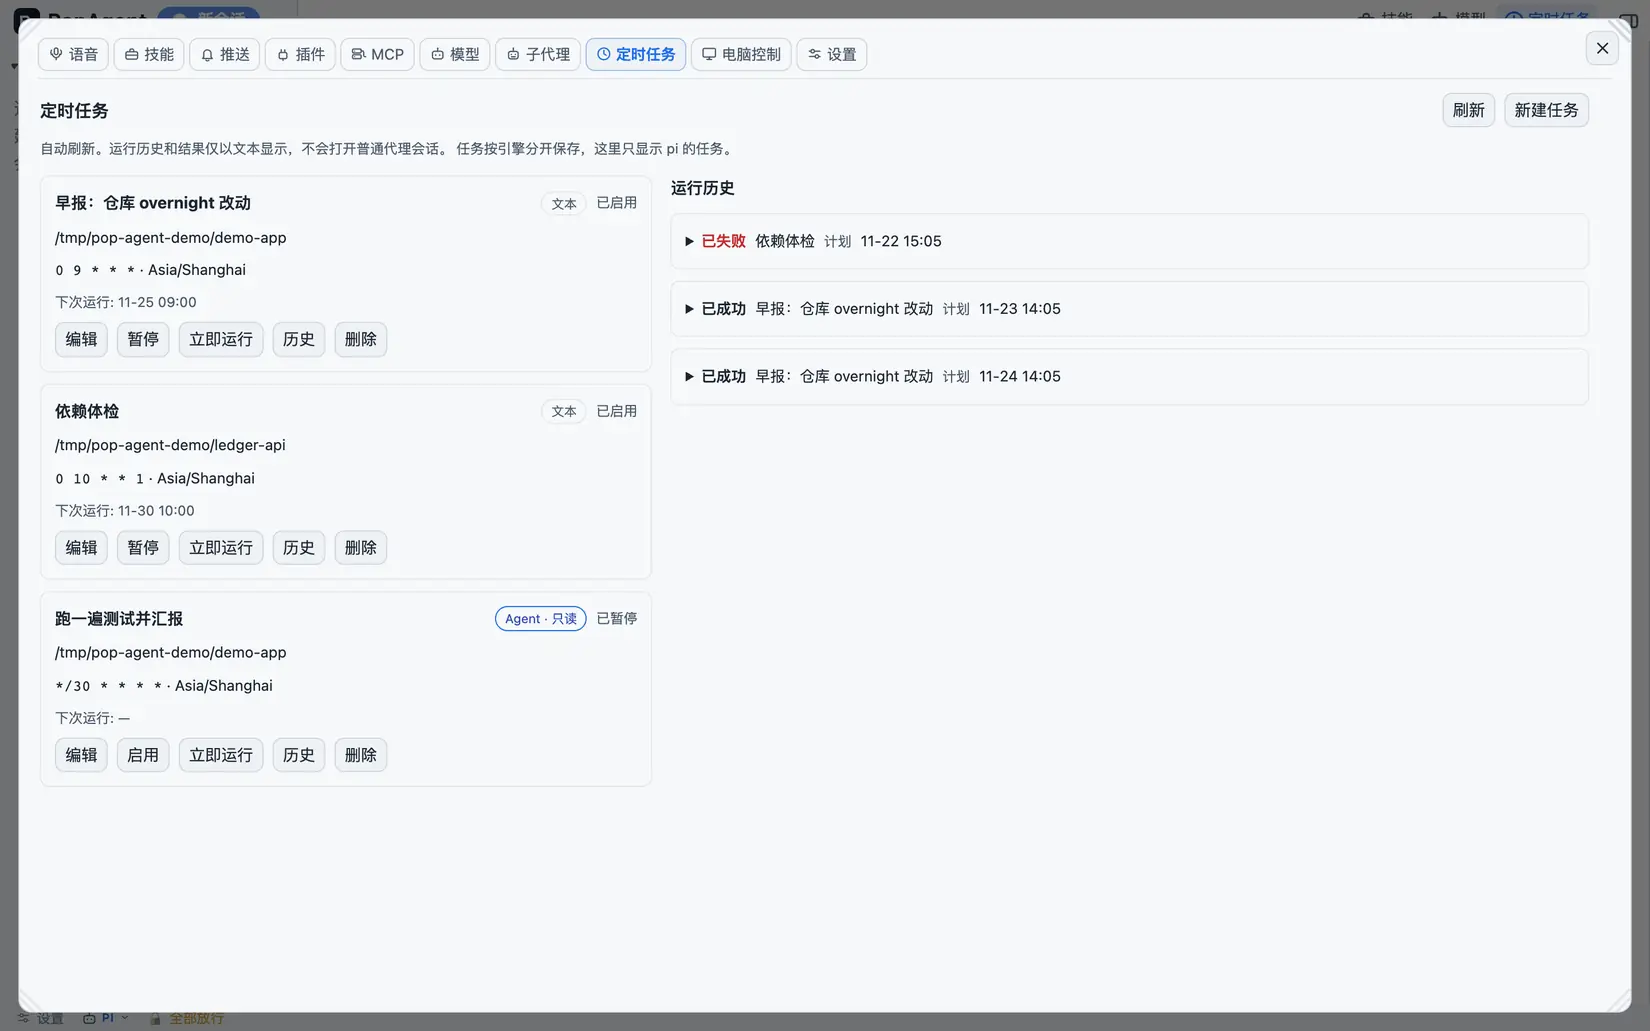 语音 技能 推送 插件 MCP 模型 子代理 定时任务 电脑控制 设置
定时任务
刷新 新建任务
自动刷新。运行历史和结果仅以文本显示，不会打开普通代理会话。 任务按引擎分开保存，这里只显示 pi 的任务。
早报：仓库 overnight 改动 文本 已启用
/tmp/pop-agent-demo/demo-app
0 9 * * * · Asia/Shanghai
下次运行: 11-25 09:00
编辑 暂停 立即运行 历史 删除
依赖体检 文本 已启用
/tmp/pop-agent-demo/ledger-api
0 10 * * 1 · Asia/Shanghai
下次运行: 11-30 10:00
编辑 暂停 立即运行 历史 删除
跑一遍测试并汇报 Agent · 只读 已暂停
/tmp/pop-agent-demo/demo-app
*/30 * * * * · Asia/Shanghai
下次运行: —
编辑 启用 立即运行 历史 删除
运行历史
已失败 依赖体检 计划 11-22 15:05
已成功 早报：仓库 overnight 改动 计划 11-23 14:05
已成功 早报：仓库 overnight 改动 计划 11-24 14:05
设置 PI 全部放行